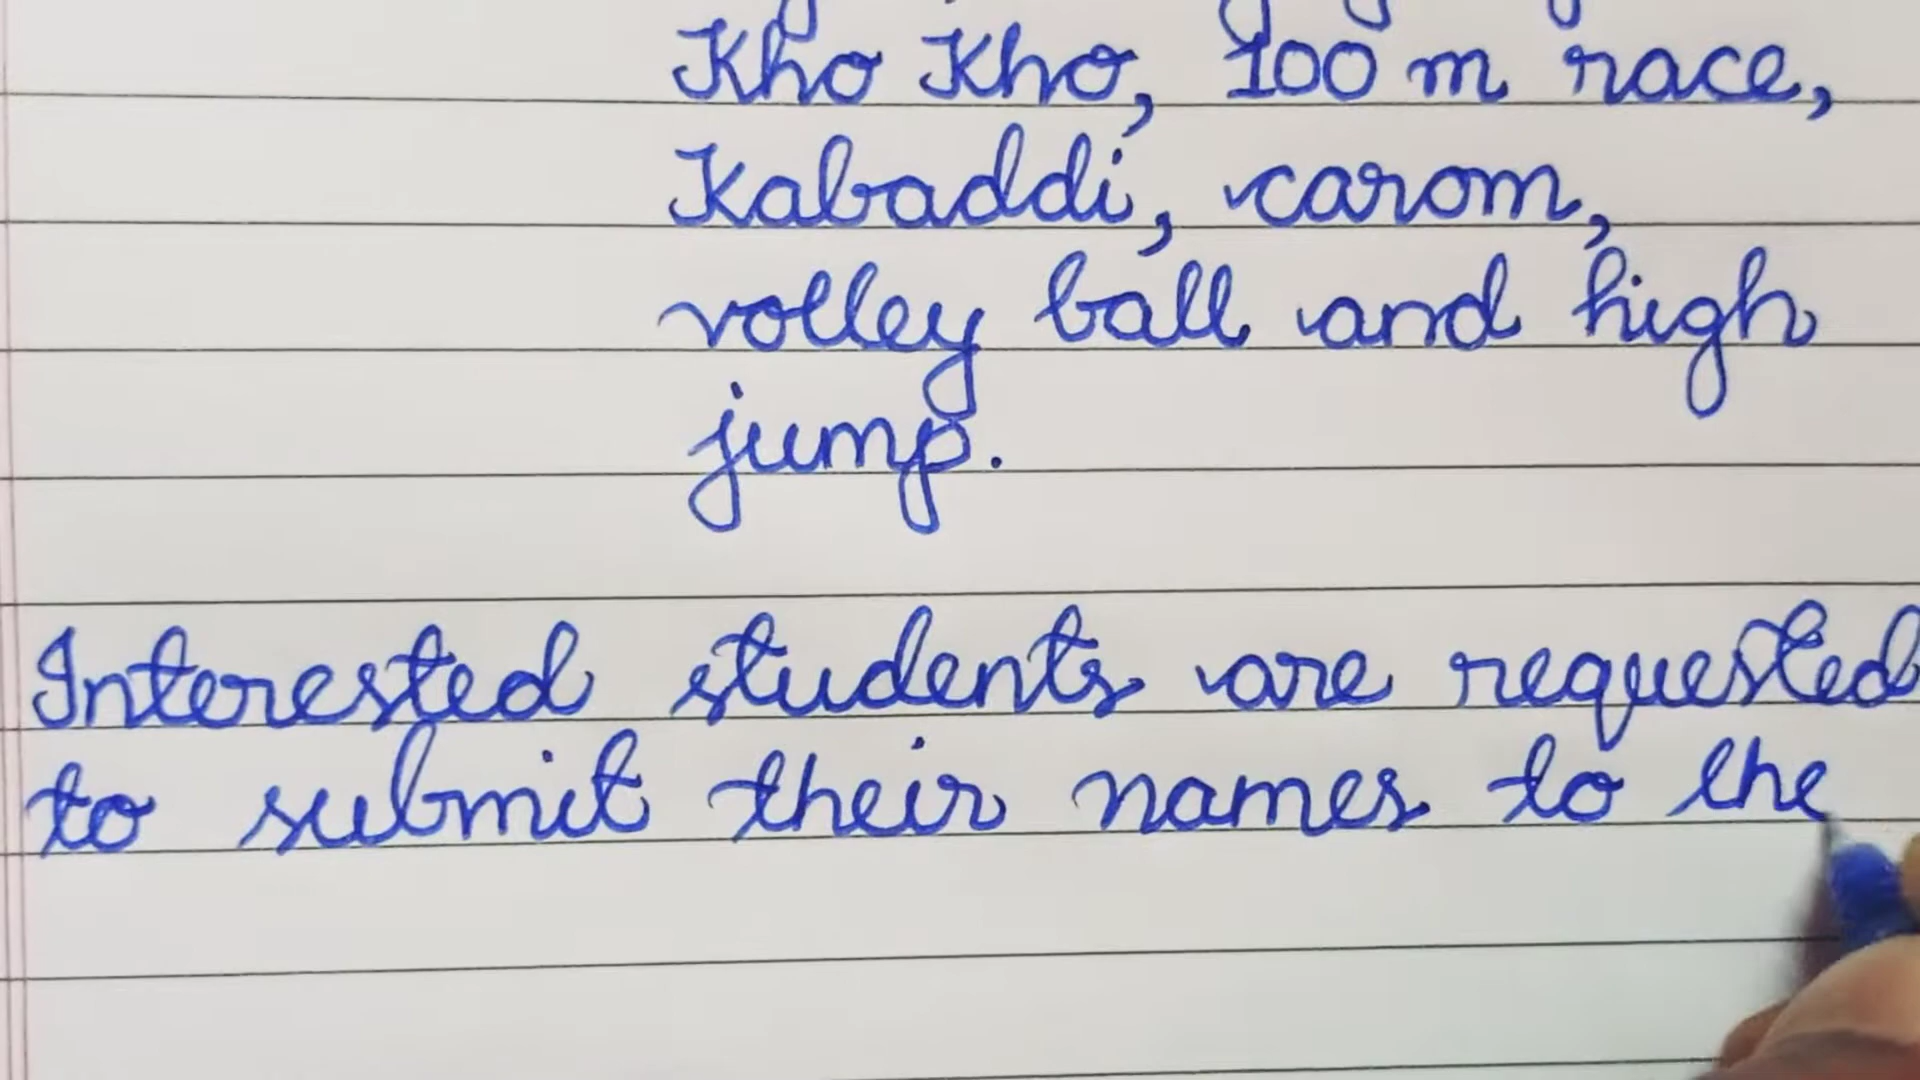 Kho Kho, 100 m race,
Kabaddi, carom,
volley ball and high
jump.
Interested students are requested
to submit their names to the